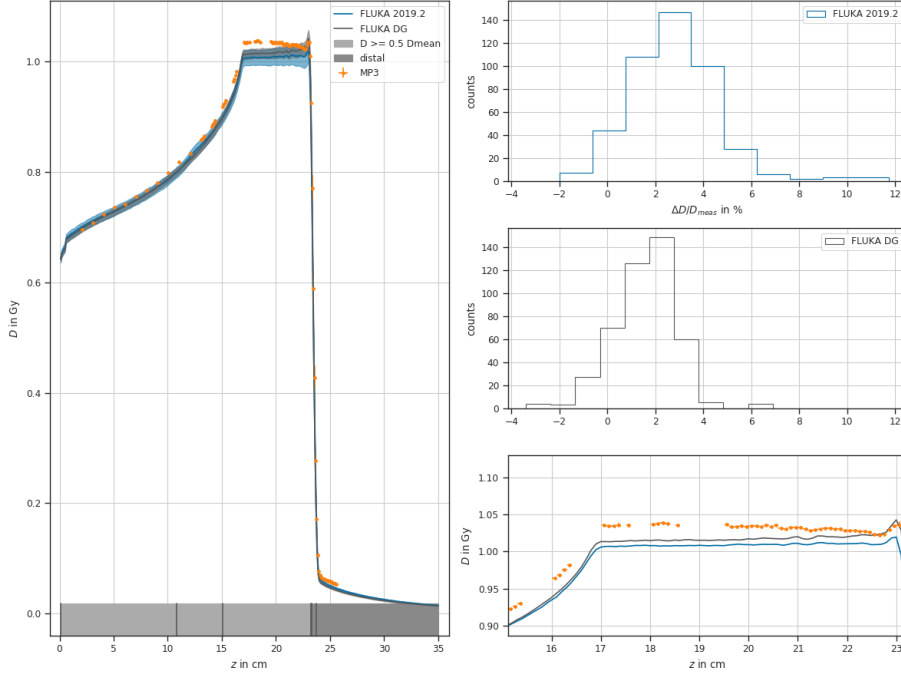 FLUKA 2019.2
FLUKA DG
D >= 0.5 Dmean
distal
MP3
D in Gy
1.0
0.8
0.6
0.4
0.2
0.0
0 5 10 15 20 25 30 35
z in cm
FLUKA 2019.2
counts
140
120
100
80
60
40
20
0
−4 −2 0 2 4 6 8 10 12
ΔD/D_meas in %
FLUKA DG
counts
140
120
100
80
60
40
20
0
−4 −2 0 2 4 6 8 10 12
D in Gy
1.10
1.05
1.00
0.95
0.90
16 17 18 19 20 21 22 23
z in cm